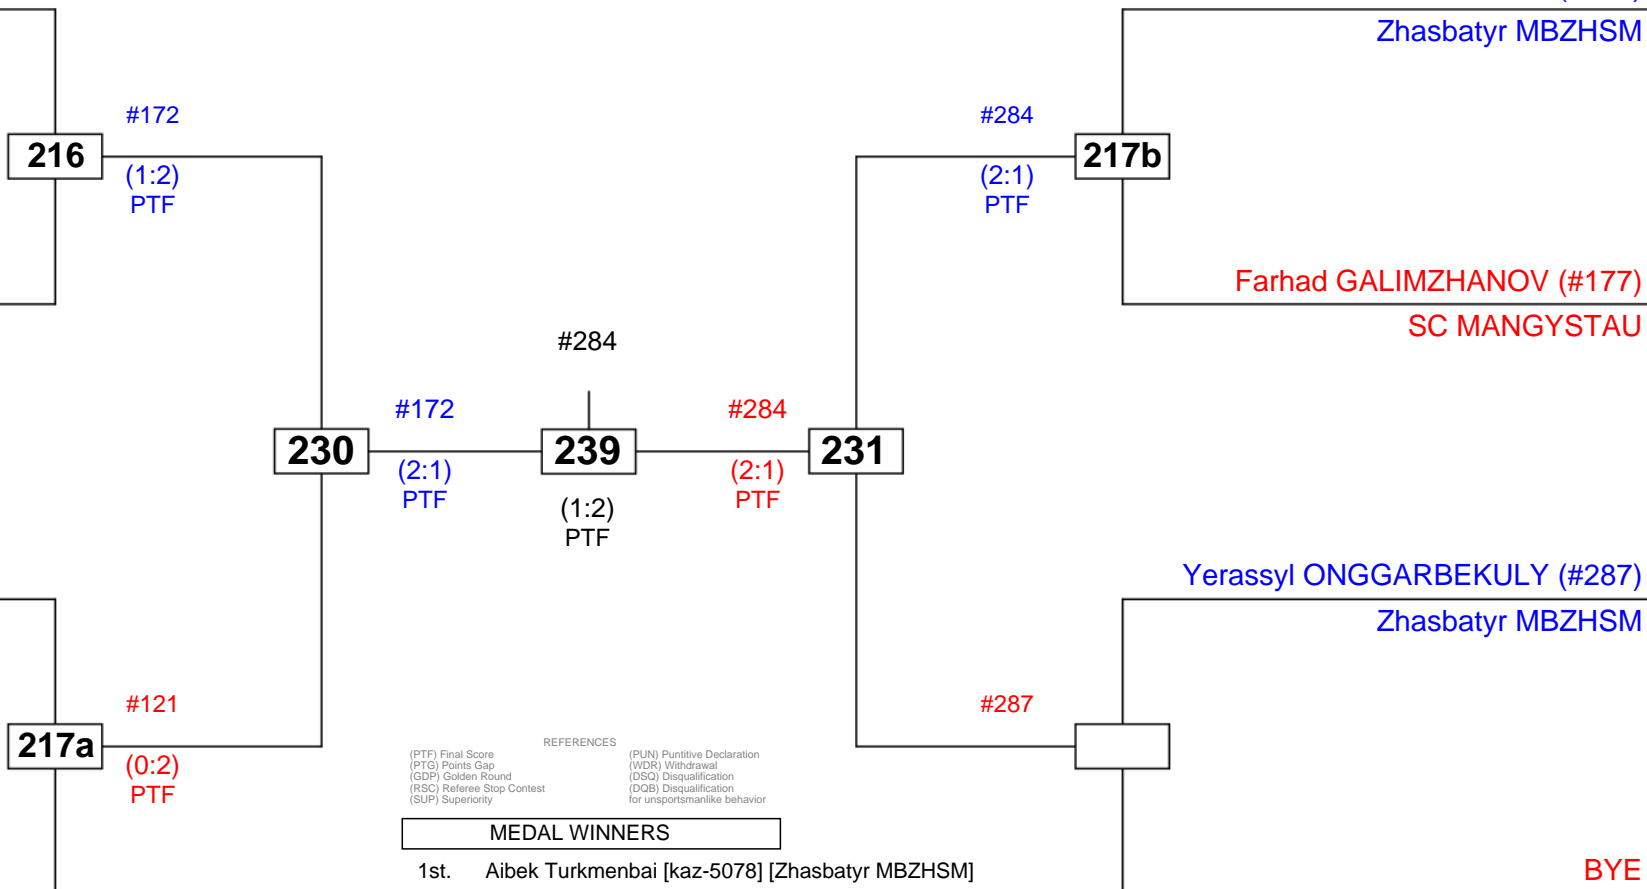 Zhasbatyr MBZHSM
#172
#284
216
217b
(1:2)
PTF
(2:1)
PTF
Farhad GALIMZHANOV (#177)
SC MANGYSTAU
#284
#172
#284
230
239
231
(2:1)
PTF
(2:1)
PTF
(1:2)
PTF
Yerassyl ONGGARBEKULY (#287)
Zhasbatyr MBZHSM
#121
#287
217a
(0:2)
PTF
REFERENCES
(PTF) Final Score
(PTG) Points Gap
(GDP) Golden Round
(RSC) Referee Stop Contest
(SUP) Superiority
(PUN) Puntitive Declaration
(WDR) Withdrawal
(DSQ) Disqualification
(DQB) Disqualification
for unsportsmanlike behavior
MEDAL WINNERS
1st. Aibek Turkmenbai [kaz-5078] [Zhasbatyr MBZHSM]
BYE